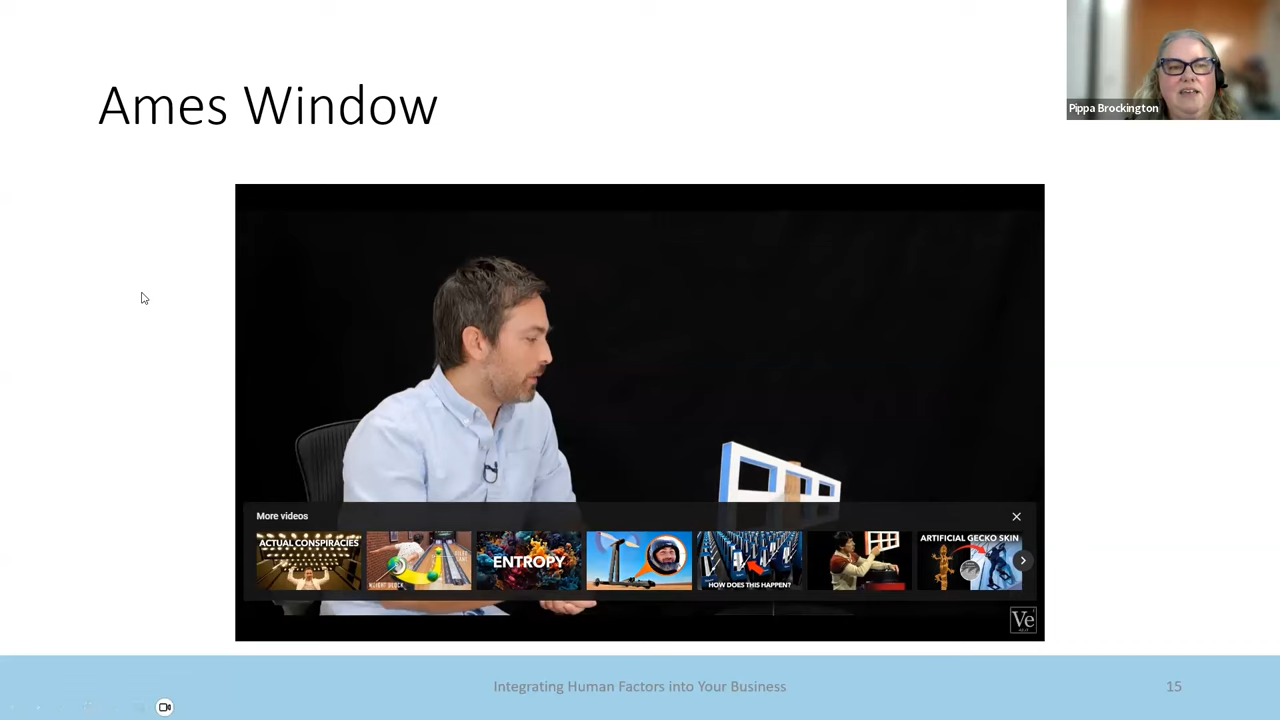 Ames Window
Pippa Brockington
More videos
ACTUAL CONSPIRACIES
ENTROPY
HOW DOES THIS HAPPEN?
ARTIFICIAL GECKO SKIN
Ve
Integrating Human Factors into Your Business
15